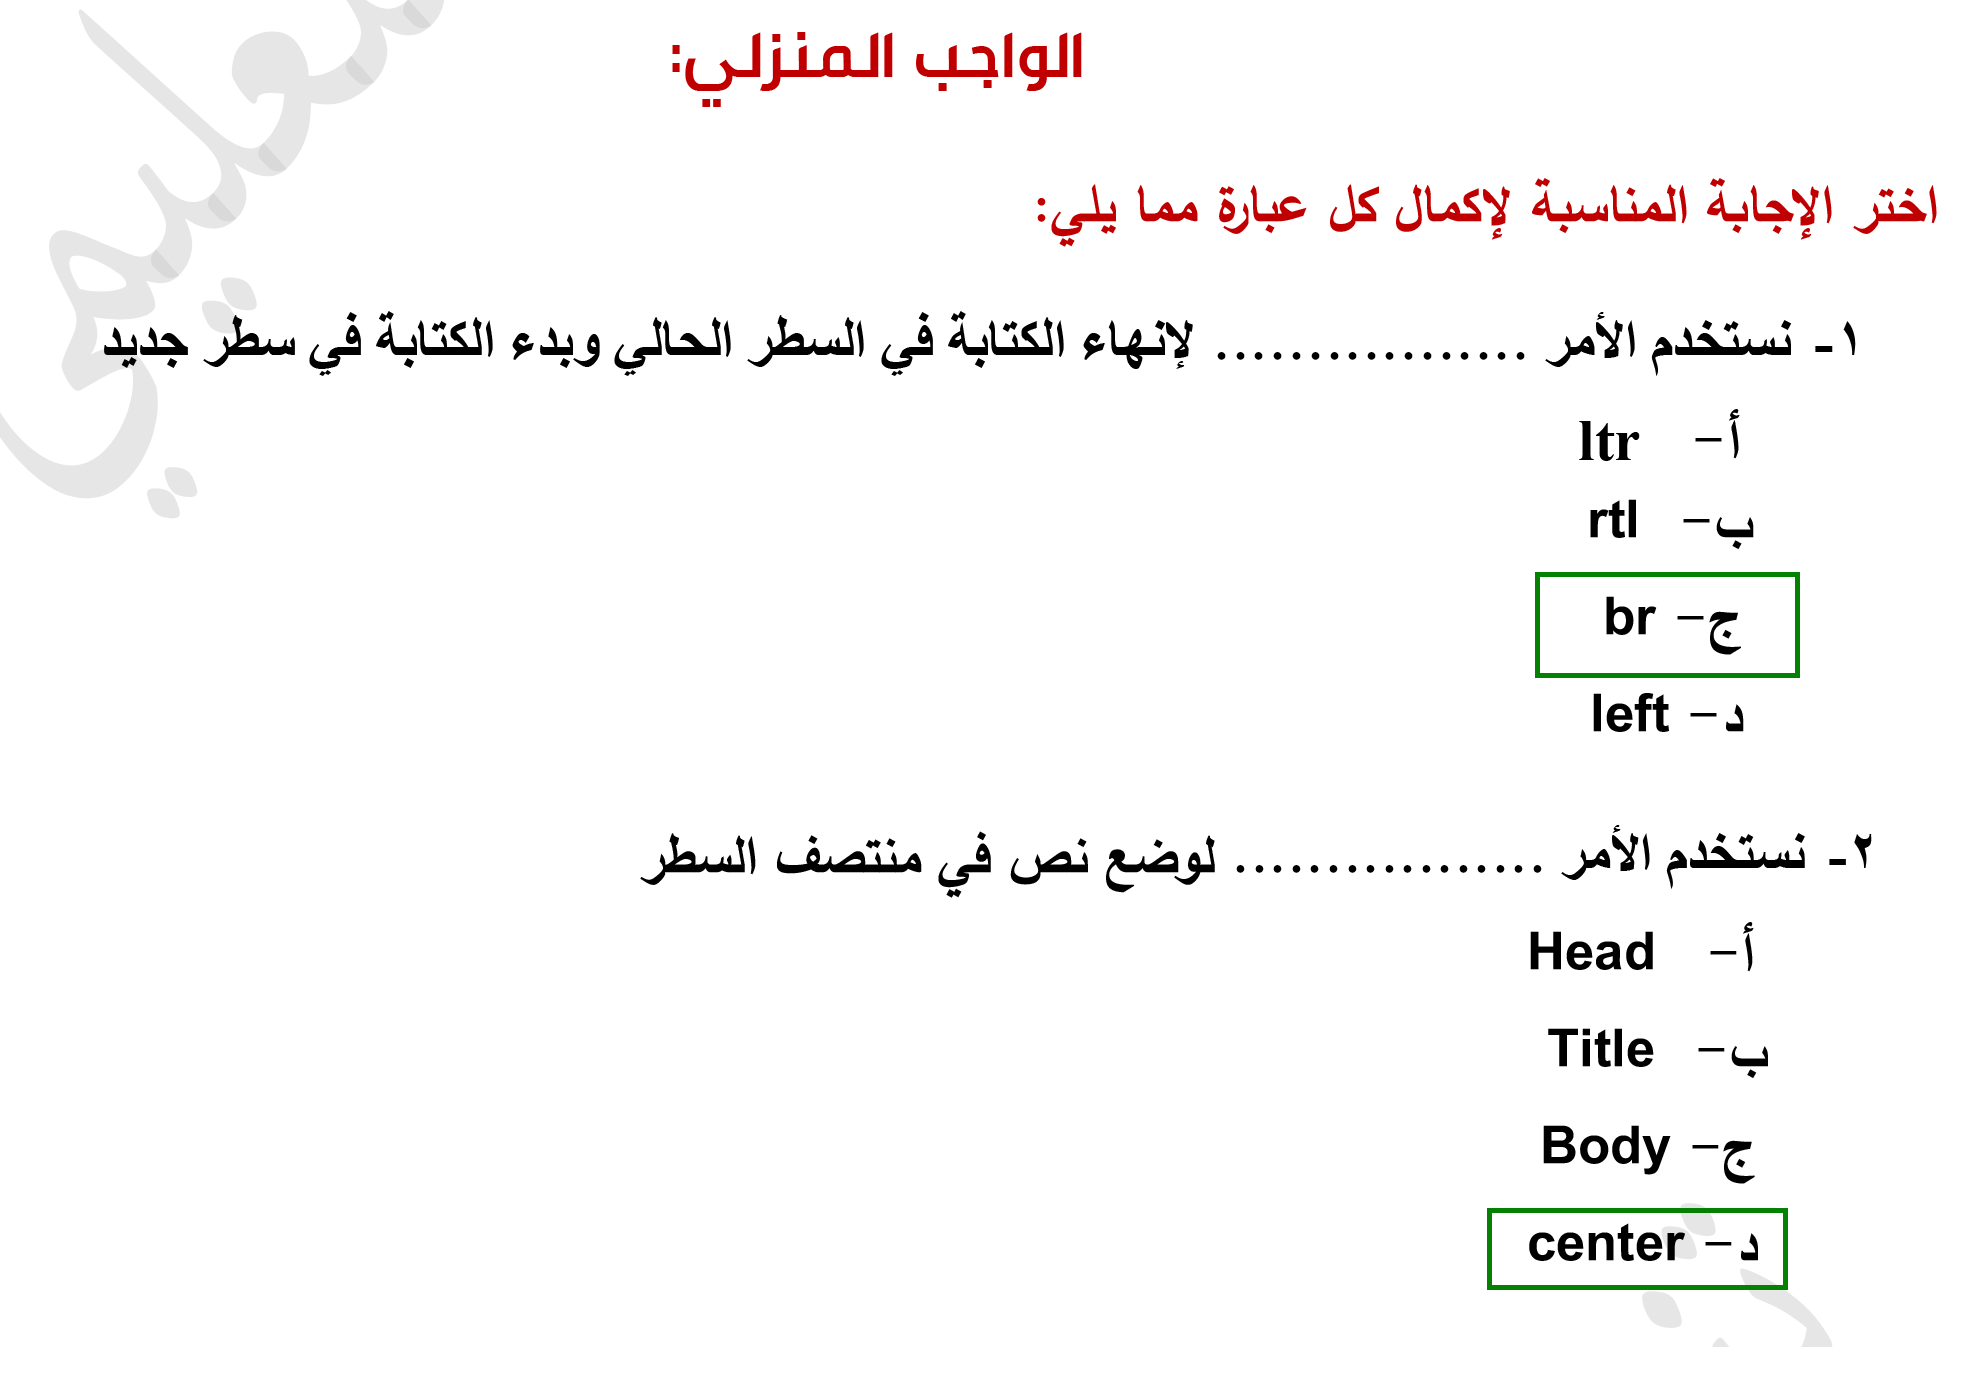 الواجب المنزلي:
اختر الإجابة المناسبة لإكمال كل عبارة مما يلي:
١- نستخدم الأمر ................ لإنهاء الكتابة في السطر الحالي وبدء الكتابة في سطر جديد
أ- ltr
ب- rtl
ج- br
د- left
٢- نستخدم الأمر ................ لوضع نص في منتصف السطر
أ- Head
ب- Title
ج- Body
د- center